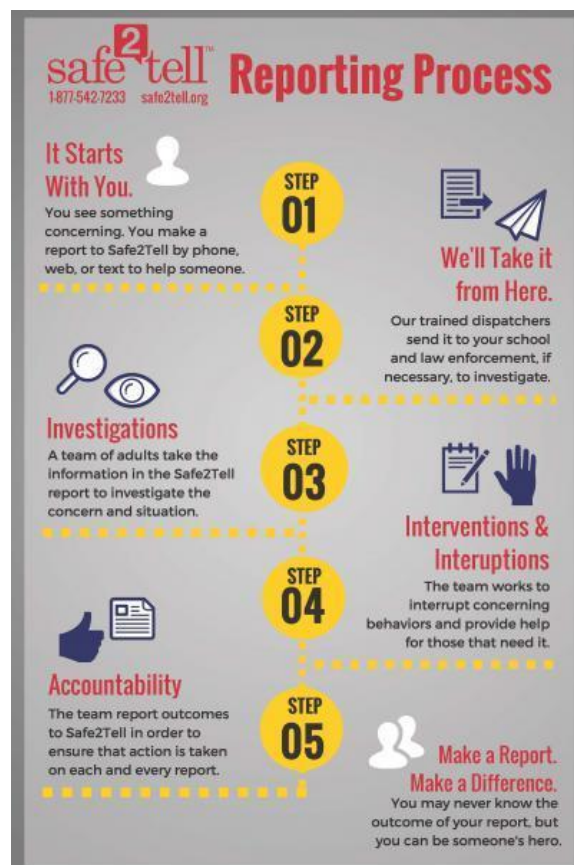 safe2tell™
1-877-542-7233 safe2tell.org
Reporting Process
It Starts
With You.
You see something
concerning. You make a
report to Safe2Tell by phone,
web, or text to help someone.
STEP
01
We'll Take it
from Here.
Our trained dispatchers
send it to your school
and law enforcement, if
necessary, to investigate.
STEP
02
Investigations
A team of adults take the
information in the Safe2Tell
report to investigate the
concern and situation.
STEP
03
Interventions &
Interuptions
The team works to
interrupt concerning
behaviors and provide help
for those that need it.
STEP
04
Accountability
The team report outcomes
to Safe2Tell in order to
ensure that action is taken
on each and every report.
STEP
05
Make a Report.
Make a Difference.
You may never know the
outcome of your report, but
you can be someone's hero.